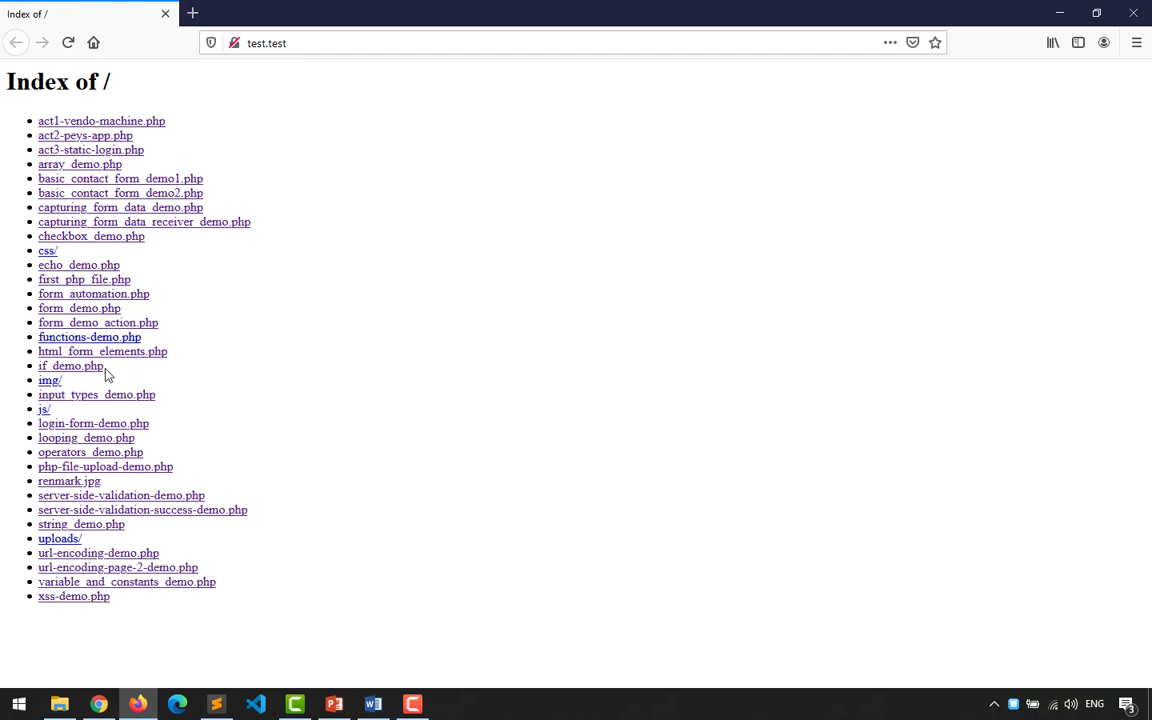 Index of /
test.test
Index of /
act1-vendo-machine.php
act2-peys-app.php
act3-static-login.php
array_demo.php
basic_contact_form_demo1.php
basic_contact_form_demo2.php
capturing_form_data_demo.php
capturing_form_data_receiver_demo.php
checkbox_demo.php
css/
echo_demo.php
first_php_file.php
form_automation.php
form_demo.php
form_demo_action.php
functions-demo.php
html_form_elements.php
if_demo.php
img/
input_types_demo.php
js/
login-form-demo.php
looping_demo.php
operators_demo.php
php-file-upload-demo.php
renmark.jpg
server-side-validation-demo.php
server-side-validation-success-demo.php
string_demo.php
uploads/
url-encoding-demo.php
url-encoding-page-2-demo.php
variable_and_constants_demo.php
xss-demo.php
ENG
3